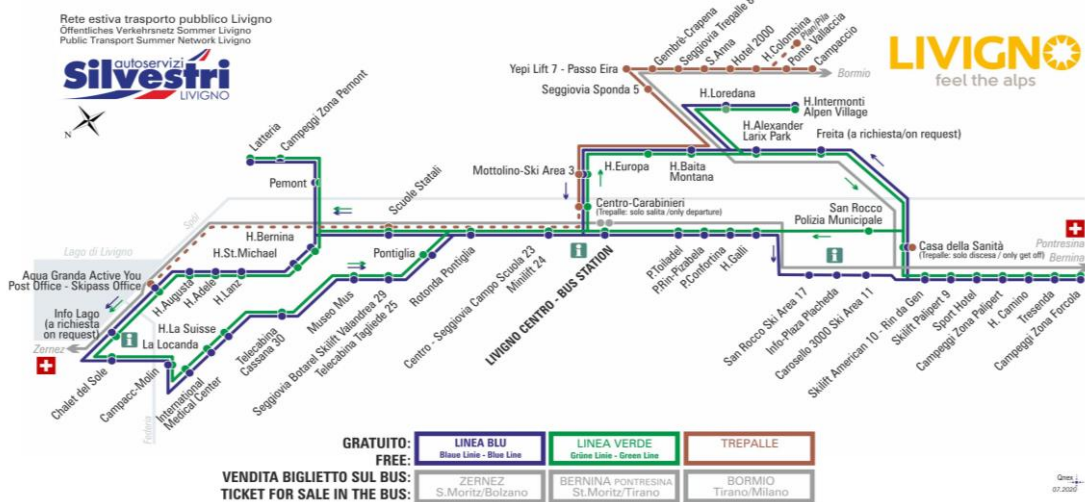 Rete estiva trasporto pubblico Livigno
Öffentliches Verkehrsnetz Sommer Livigno
Public Transport Summer Network Livigno
autoservizi
Silvestri
LIVIGNO
N
LIVIGNO
feel the alps
Gembrè-Crapena
Seggiovia Trepalle
S.Anna
Hotel 2000
H.Colombina
Plan/Pila
Ponte Vallaccia
Campaccio
Bormio
Yepi Lift 7 - Passo Eira
Seggiovia Sponda 5
H.Loredana
H.Intermonti
Alpen Village
H.Alexander
Larix Park
Freita (a richiesta/on request)
Latteria
Campeggi Zona Pemont
Pemont
Scuole Statali
Mottolino-Ski Area 3
H.Europa
H.Baita
Montana
Centro-Carabinieri
(Trepalle: solo salita /only departure)
San Rocco
Polizia Municipale
Spöl
Lago di Livigno
H.Bernina
H.St.Michael
Pontiglia
Casa della Sanità
(Trepalle: solo discesa / only get off)
Pontresina
Bernina
Aqua Granda Active You
Post Office - Skipass Office
H.Augusta
H.Adele
H.Lanz
Info Lago
(a richiesta
on request)
Zernez
H.La Suisse
La Locanda
Chalet del Sole
Campacc-Molin
Federia
International
Medical Center
Telecabina
Cassana 30
Museo Mus
Seggiovia Botarel Skilift Valandrea 29
Telecabina Tagliede 25
Rotonda Pontiglia
Centro - Seggiovia Campo Scuola 23
Minilift 24
LIVIGNO CENTRO - BUS STATION
P.Toiladel
P.Rin-Pizabela
P.Confortina
H.Galli
San Rocco Ski Area 17
Info-Plaza Placheda
Carosello 3000 Ski Area 11
Skilift American 10 - Rin da Gen
Skilift Palipert 9
Sport Hotel
Campeggi Zona Palipert
H. Camino
Tresenda
Campeggi Zona Forcola
GRATUITO:
FREE:
LINEA BLU
Blaue Linie - Blue Line
LINEA VERDE
Grüne Linie - Green Line
TREPALLE
VENDITA BIGLIETTO SUL BUS:
TICKET FOR SALE IN THE BUS:
ZERNEZ
S.Moritz/Bolzano
BERNINA PONTRESINA
St.Moritz/Tirano
BORMIO
Tirano/Milano
07.2020